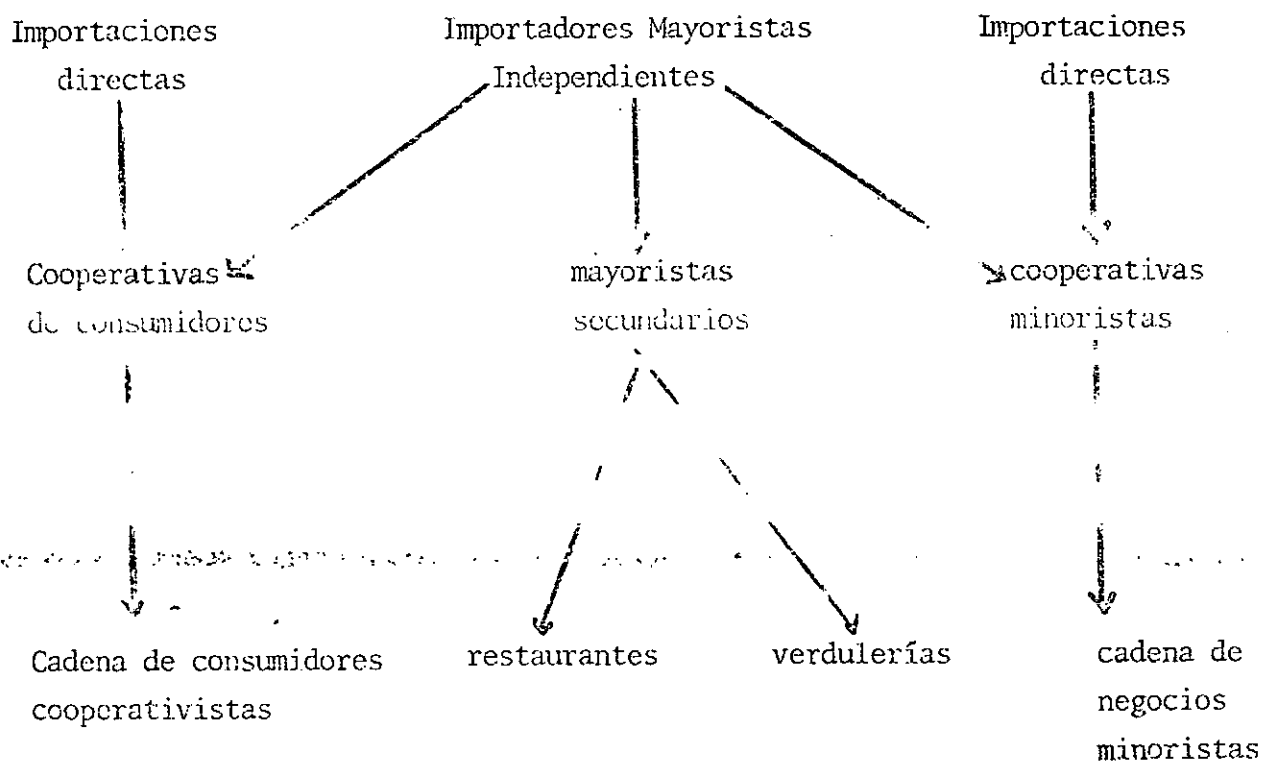 Importaciones
directas
Importadores Mayoristas
Independientes
Importaciones
directas
Cooperativas
de consumidores
mayoristas
secundarios
cooperativas
minoristas
Cadena de consumidores
cooperativistas
restaurantes
verdulerías
cadena de
negocios
minoristas